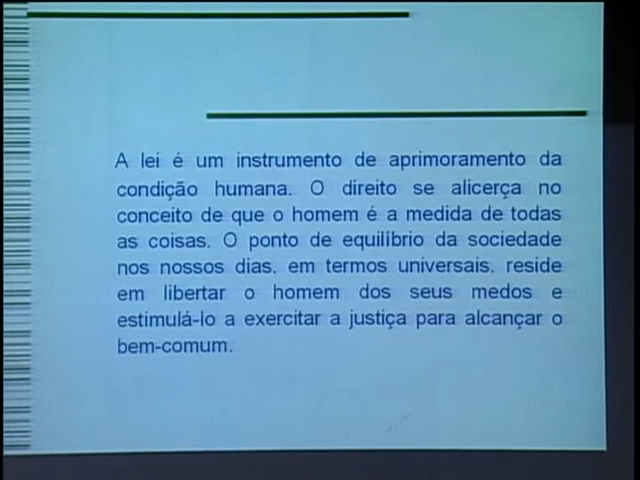 A lei é um instrumento de aprimoramento da
condição humana. O direito se alicerça no
conceito de que o homem é a medida de todas
as coisas. O ponto de equilíbrio da sociedade
nos nossos dias, em termos universais, reside
em libertar o homem dos seus medos e
estimulá-lo a exercitar a justiça para alcançar o
bem-comum.